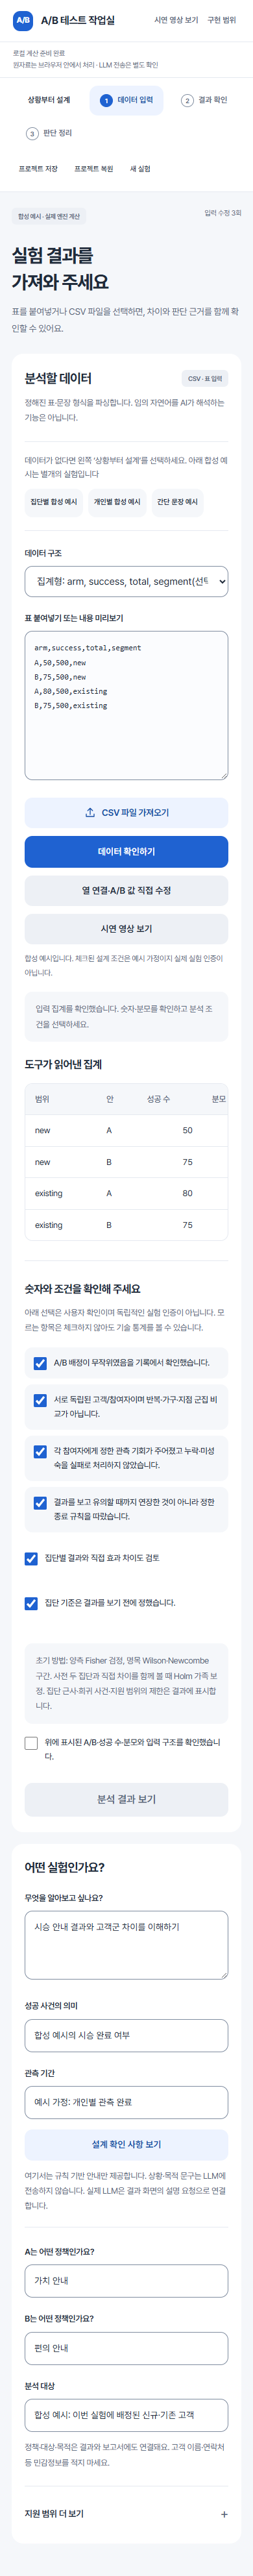 A/B A/B 테스트 작업실 시연 영상 보기 구현 범위
로컬 계산 준비 완료
원자료는 브라우저 안에서 처리 · LLM 전송은 별도 확인
상황부터 설계 1 데이터 입력 2 결과 확인
3 판단 정리
프로젝트 저장 프로젝트 복원 새 실험
합성 예시 · 실제 엔진 계산 입력 수정 3회
실험 결과를
가져와 주세요
표를 붙여넣거나 CSV 파일을 선택하면, 차이와 판단 근거를 함께 확
인할 수 있어요.
분석할 데이터 CSV · 표 입력
정해진 표·문장 형식을 파싱합니다. 임의 자연어를 AI가 해석하는
기능은 아닙니다.
데이터가 없다면 왼쪽 '상황부터 설계'를 선택하세요. 아래 합성 예
시는 별개의 실험입니다
집단별 합성 예시 개인별 합성 예시 간단 문장 예시
데이터 구조
집계형: arm, success, total, segment(선택
표 붙여넣기 또는 내용 미리보기
arm,success,total,segment
A,50,500,new
B,75,500,new
A,80,500,existing
B,75,500,existing
CSV 파일 가져오기
데이터 확인하기
열 연결·A/B 값 직접 수정
시연 영상 보기
합성 예시입니다. 체크된 설계 조건은 예시 가정이지 실제 실험 인증이
아닙니다.
입력 집계를 확인했습니다. 숫자·분모를 확인하고 분석 조
건을 선택하세요.
도구가 읽어낸 집계
범위 안 성공 수 분모
new A 50
new B 75
existing A 80
existing B 75
숫자와 조건을 확인해 주세요
아래 선택은 사용자 확인이며 독립적인 실험 인증이 아닙니다. 모
르는 항목은 체크하지 않아도 기술 통계를 볼 수 있습니다.
A/B 배정이 무작위였음을 기록에서 확인했습니다.
서로 독립된 고객/참여자이며 반복·가구·지점 군집 비
교가 아닙니다.
각 참여자에게 정한 관측 기회가 주어졌고 누락·미성
숙을 실패로 처리하지 않았습니다.
결과를 보고 유의할 때까지 연장한 것이 아니라 정한
종료 규칙을 따랐습니다.
집단별 결과와 직접 효과 차이도 검토
집단 기준은 결과를 보기 전에 정했습니다.
초기 방법: 양측 Fisher 검정, 명목 Wilson·Newcombe
구간. 사전 두 집단과 직접 차이를 함께 볼 때 Holm 가족 보
정. 집단 근사·희귀 사건·지원 범위의 제한은 결과에 표시합
니다.
위에 표시된 A/B·성공 수·분모와 입력 구조를 확인했습니
다.
분석 결과 보기
어떤 실험인가요?
무엇을 알아보고 싶나요?
시승 안내 결과와 고객군 차이를 이해하기
성공 사건의 의미
합성 예시의 시승 완료 여부
관측 기간
예시 가정: 개인별 관측 완료
설계 확인 사항 보기
여기서는 규칙 기반 안내만 제공합니다. 상황·목적 문구는 LLM에
전송하지 않습니다. 실제 LLM은 결과 화면의 설명 요청으로 연결
합니다.
A는 어떤 정책인가요?
가치 안내
B는 어떤 정책인가요?
편의 안내
분석 대상
합성 예시: 이번 실험에 배정된 신규·기존 고객
정책·대상·목적은 결과와 보고서에도 연결돼요. 고객 이름·연락처
등 민감정보를 적지 마세요.
지원 범위 더 보기 +